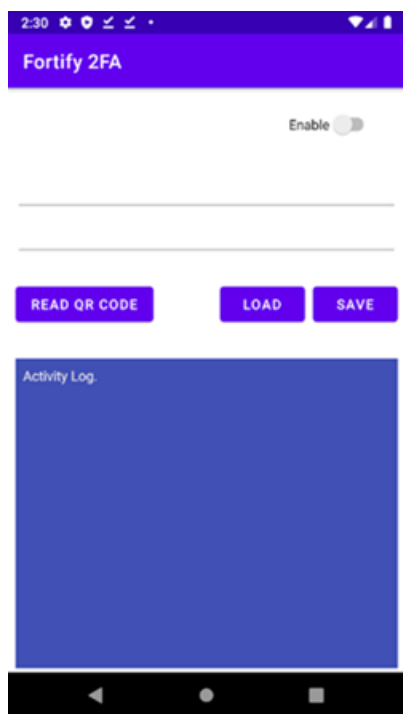 2:30
Fortify 2FA
Enable
READ QR CODE LOAD SAVE
Activity Log.